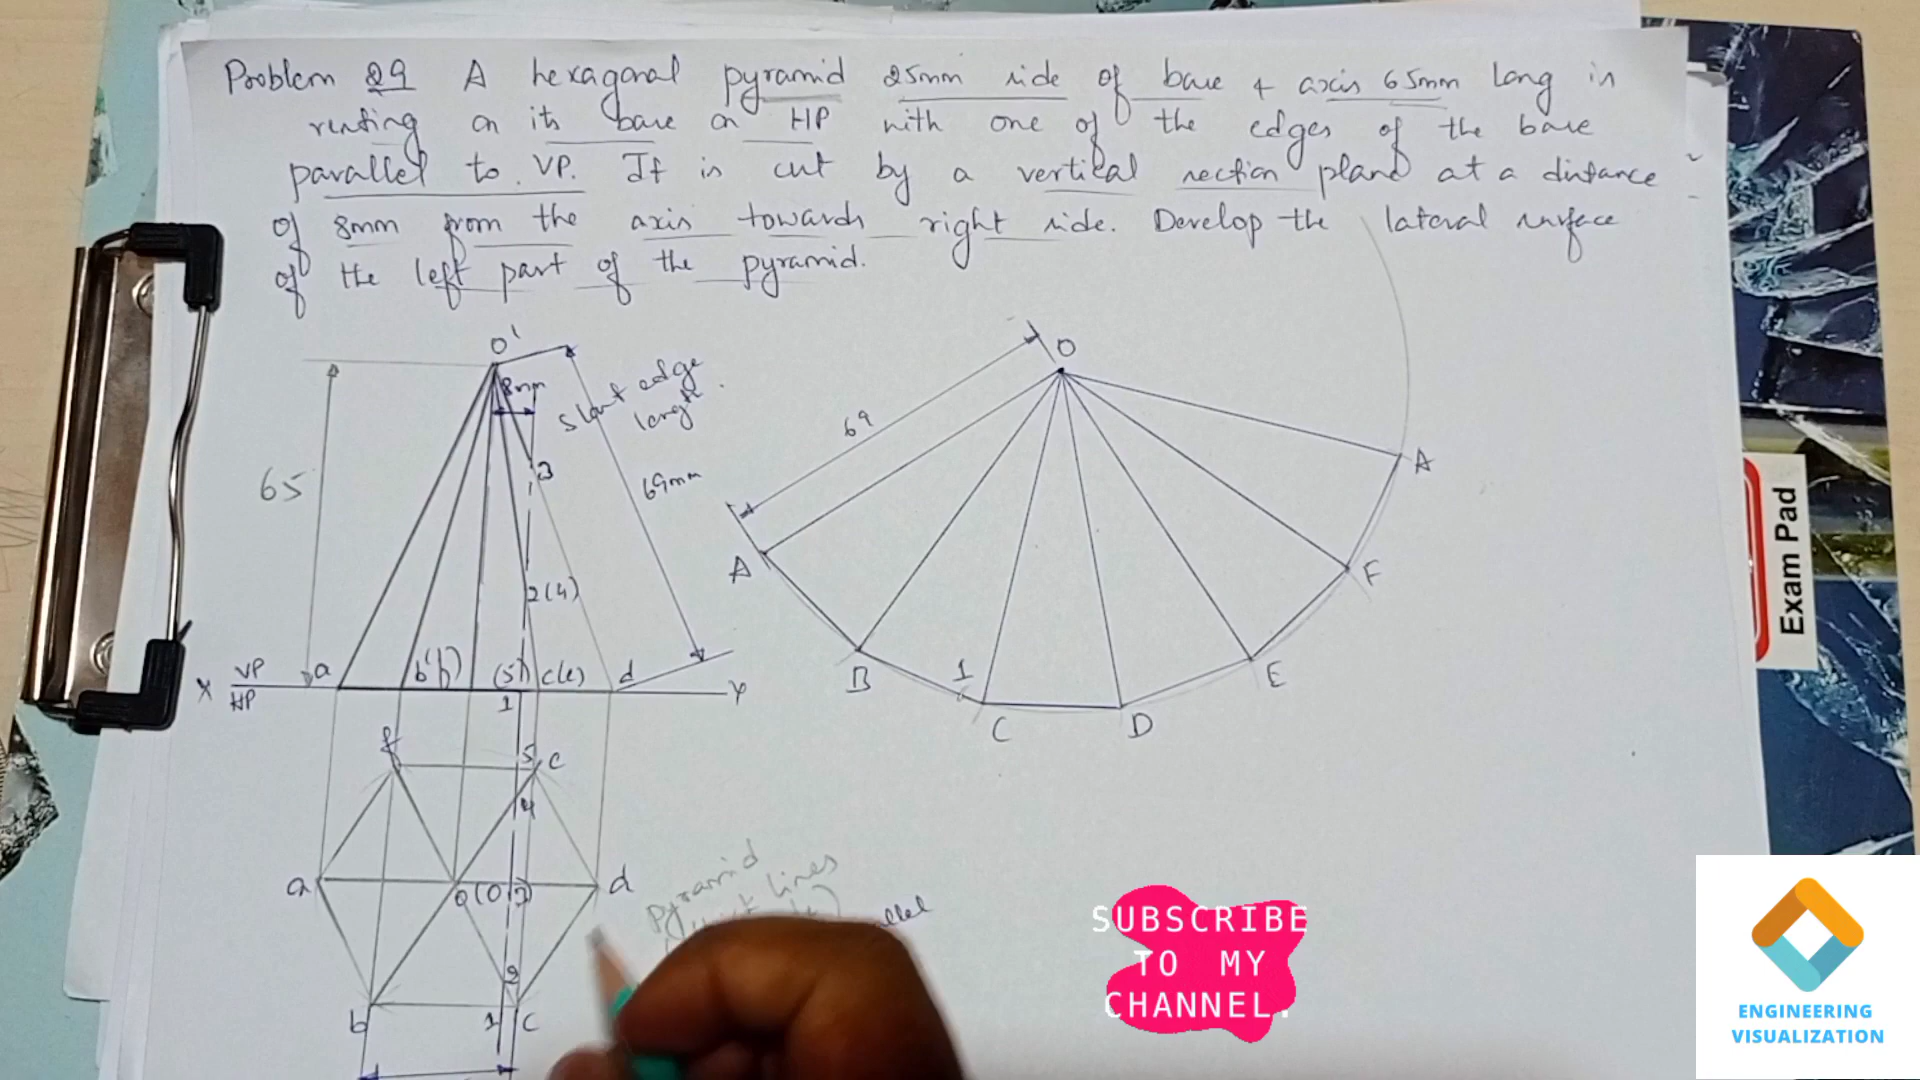 Problem 29 A hexagonal pyramid 25mm side of base & axis 65mm long is
resting on its base on HP with one of the edges of the base
parallel to VP. It is cut by a vertical section plane at a distance
of 8mm from the axis towards right side. Develop the lateral surface
of the left part of the pyramid.
O'
8mm
Slant edge
length.
69mm
65
3
2(4)
a b'(f') (5') c(e) d
X VP
HP
1
Y
f 5 e
4
a O(O 3) d
2
b 1 c
Pyramid
lines
O
69
A B 1 C D E F A
Exam Pad
SUBSCRIBE
TO MY
CHANNEL.
ENGINEERING
VISUALIZATION